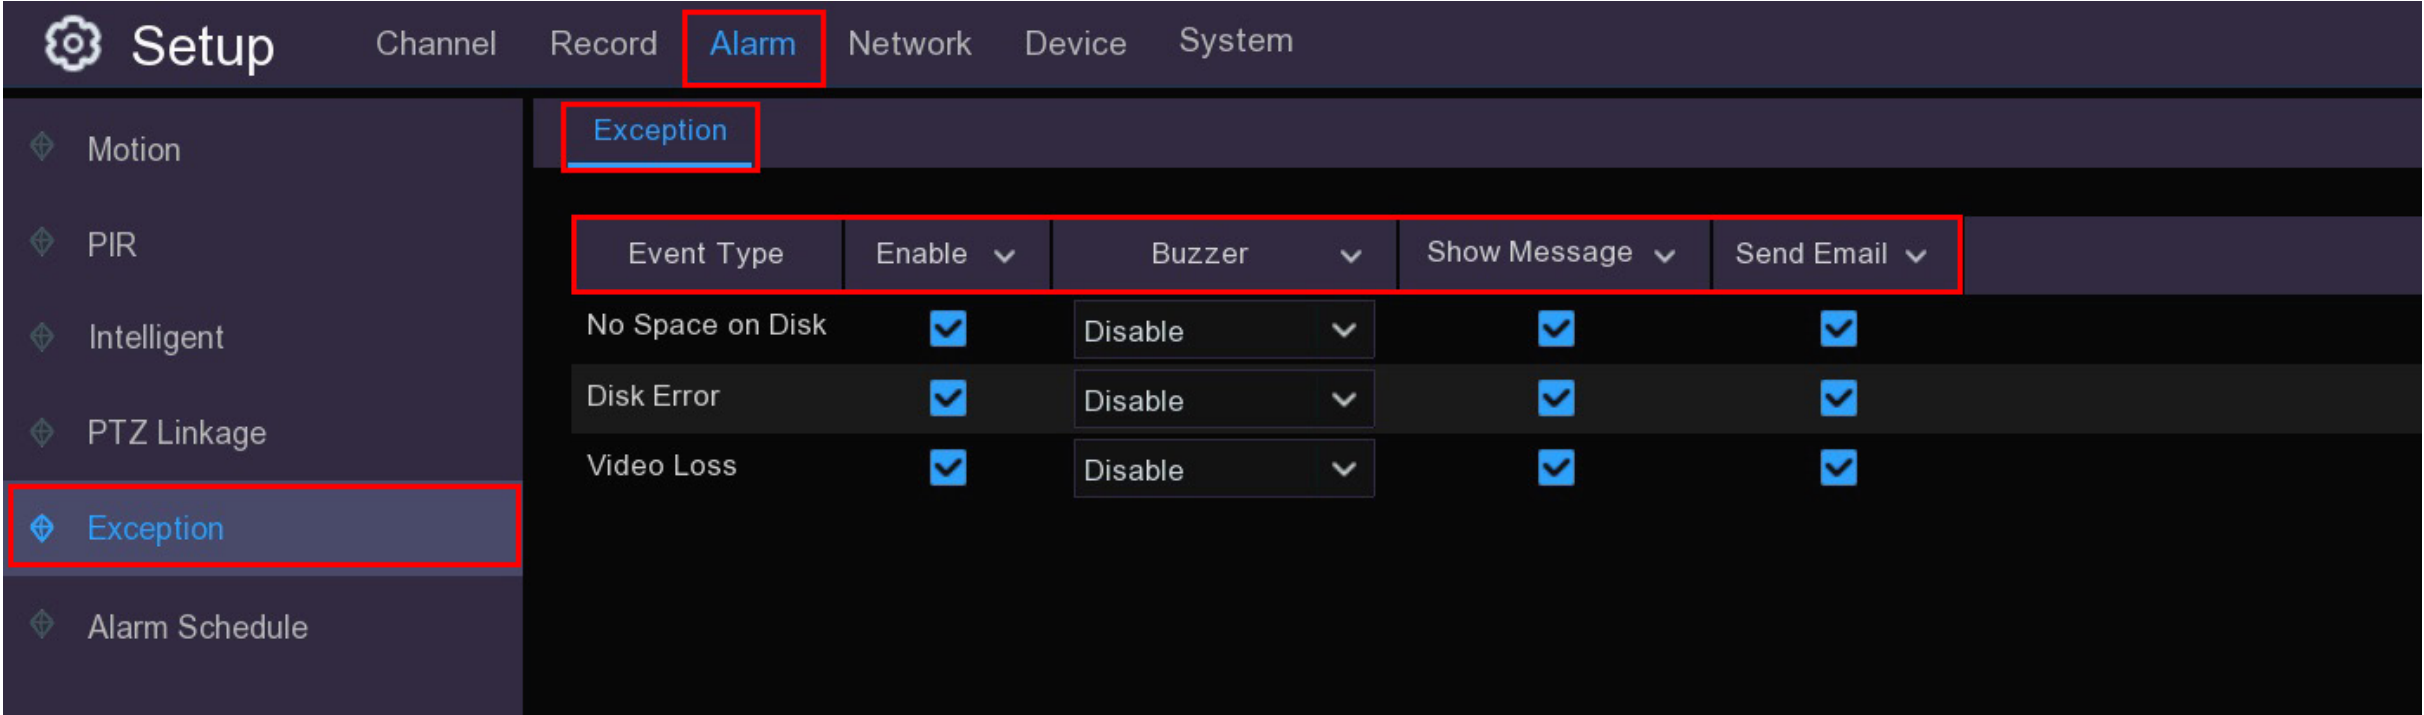 Setup Channel Record Alarm Network Device System
Motion
PIR
Intelligent
PTZ Linkage
Exception
Alarm Schedule
Exception
Event Type Enable Buzzer Show Message Send Email
No Space on Disk Disable
Disk Error Disable
Video Loss Disable